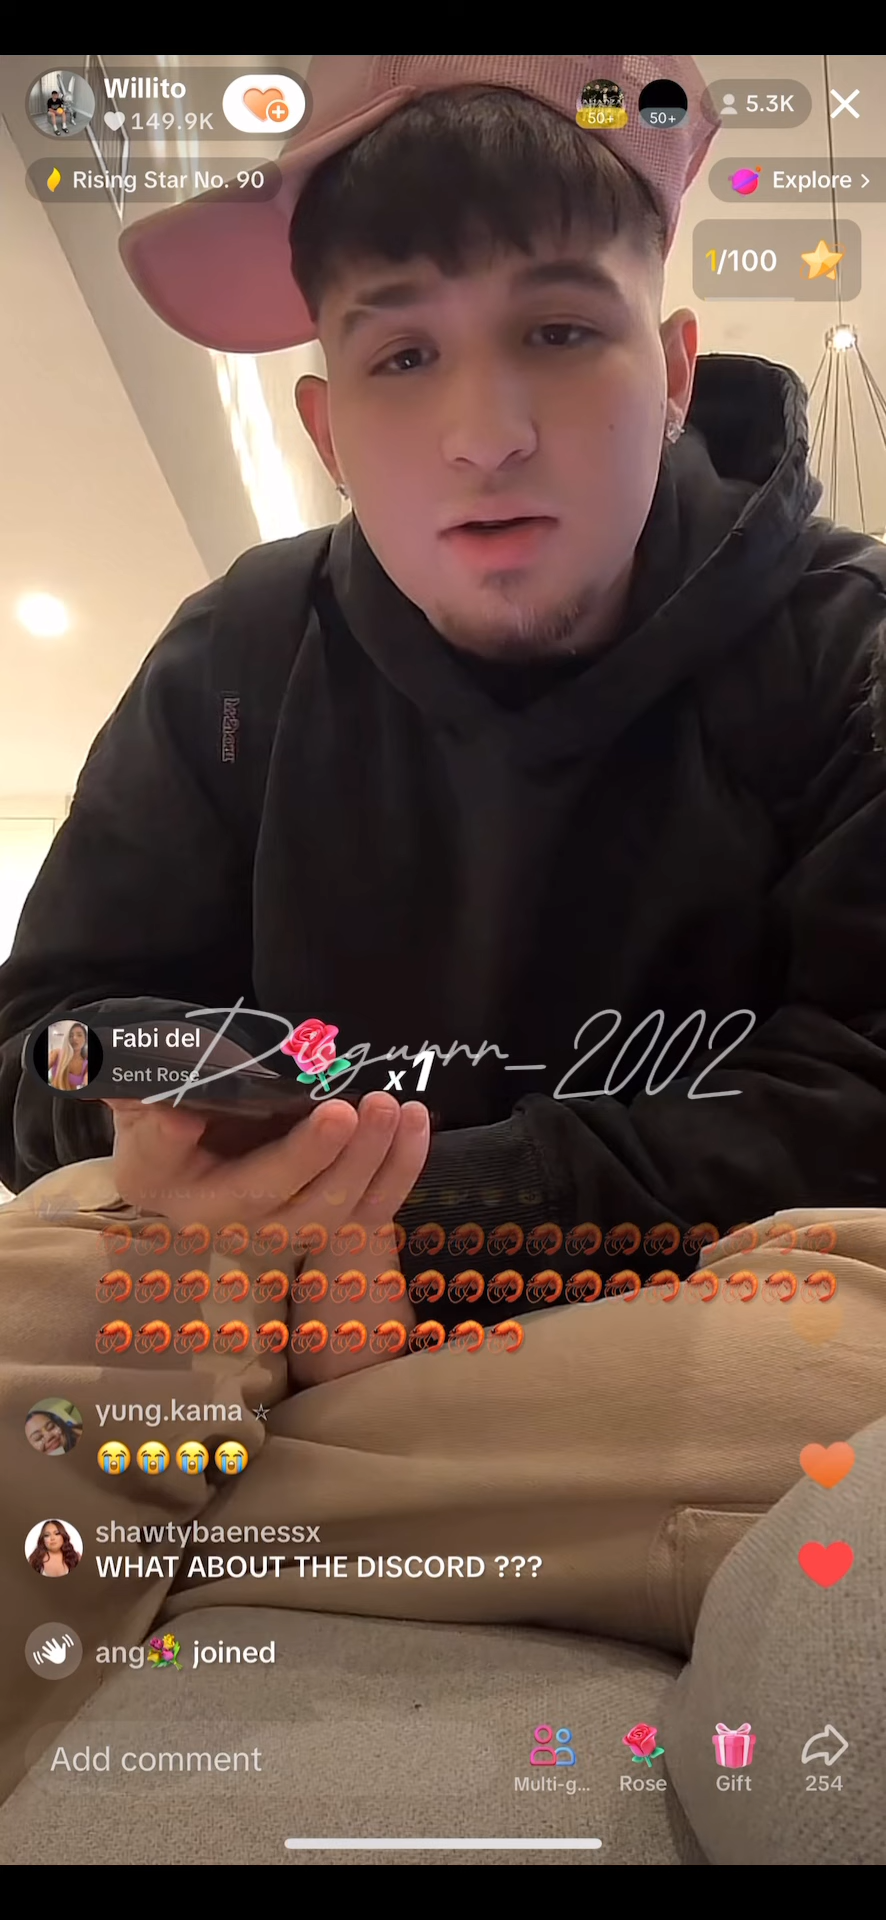 Willito
149.9K
50+
50+
5.3K
Rising Star No. 90
Explore >
1/100
Fabi del
Sent Rose
x1
Disgunnn_2002
yung.kama ☆
😭😭😭😭
shawtybaenessx
WHAT ABOUT THE DISCORD ???
ang💐 joined
Add comment
Multi-g...
Rose
Gift
254